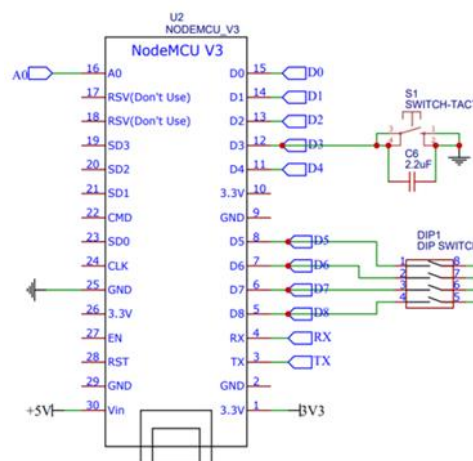 U2
NODEMCU_V3
NodeMCU V3
A0 16 A0 D0 15 D0
17 RSV(Don't Use) D1 14 D1
18 RSV(Don't Use) D2 13 D2
19 SD3 D3 12 D3
20 SD2 D4 11 D4
21 SD1 3.3V 10
22 CMD GND 9
23 SD0 D5 8 D5
24 CLK D6 7 D6
25 GND D7 6 D7
26 3.3V D8 5 D8
27 EN RX 4 RX
28 RST TX 3 TX
29 GND GND 2
+5V 30 Vin 3.3V 1 3V3
S1
SWITCH-TACT
C6
2.2uF
DIP1
DIP SWITCH
1 8
2 7
3 6
4 5